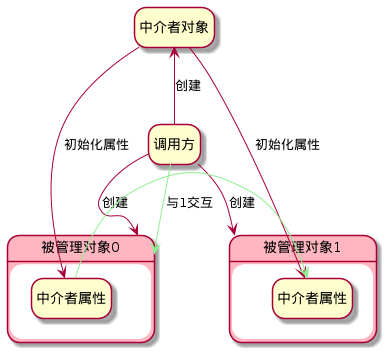 中介者对象
创建
初始化属性
初始化属性
调用方
创建
与1交互
创建
被管理对象0
被管理对象1
中介者属性
中介者属性